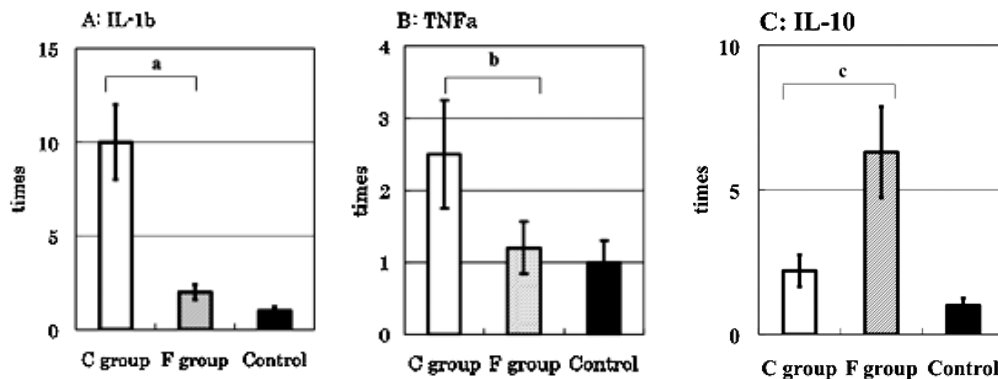 A: IL-1b
15
10
5
0
times
a
C group F group Control
B: TNFa
4
3
2
1
0
times
b
C group F group Control
C: IL-10
10
5
0
times
c
C group F group Control